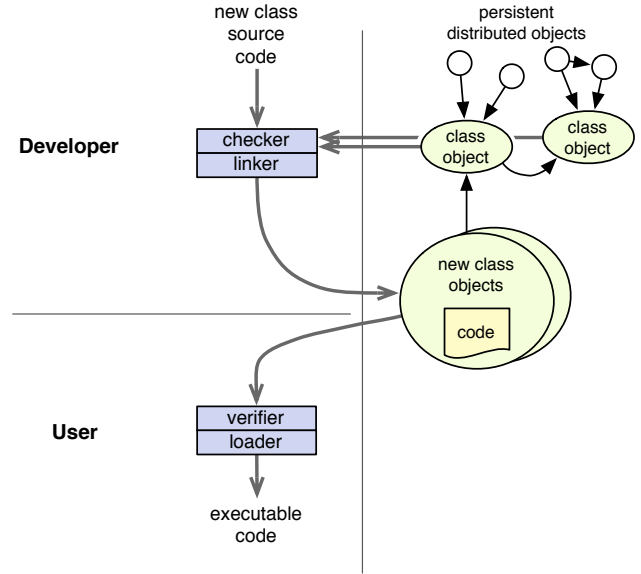 new class
source
code
persistent
distributed objects
Developer
checker
linker
class
object
class
object
new class
objects
code
User
verifier
loader
executable
code